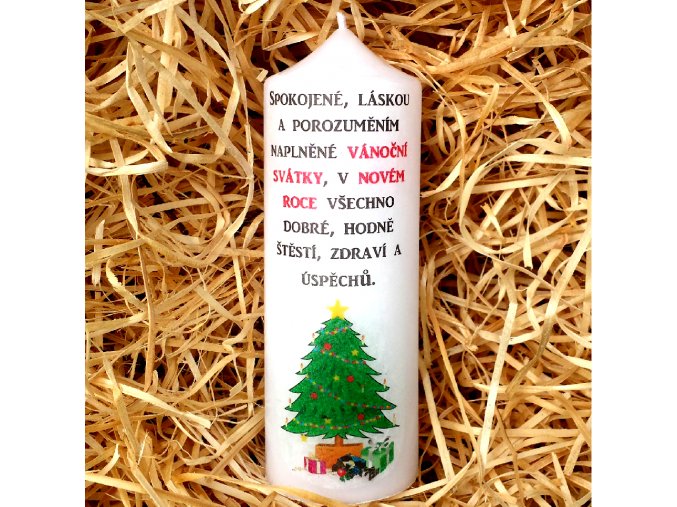 Spokojené, láskou
a porozuměním
naplněné vánoční
svátky, v novém
roce všechno
dobré, hodně
štěstí, zdraví a
úspěchů.